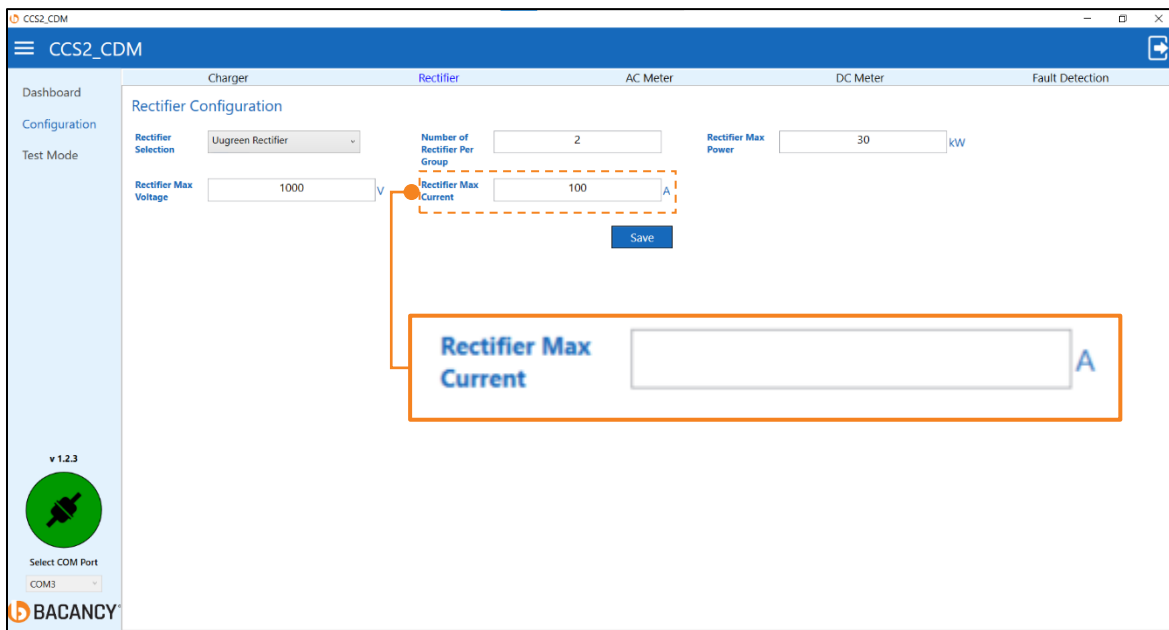 CCS2_CDM
CCS2_CDM
Charger
Rectifier
AC Meter
DC Meter
Fault Detection
Dashboard
Configuration
Test Mode
Rectifier Configuration
Rectifier
Selection
Uugreen Rectifier
Number of
Rectifier Per
Group
2
Rectifier Max
Power
30
kW
Rectifier Max
Voltage
1000
V
Rectifier Max
Current
100
A
Save
Rectifier Max
Current
A
v 1.2.3
Select COM Port
COM3
BACANCY®